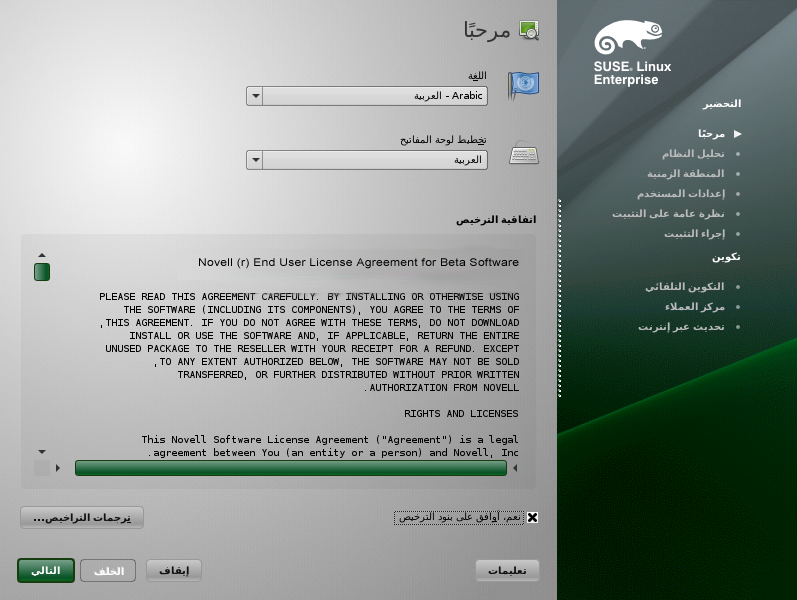 مرحبًا
اللغة
Arabic - العربية
تخطيط لوحة المفاتيح
العربية
اتفاقية الترخيص
Novell (r) End User License Agreement for Beta Software
PLEASE READ THIS AGREEMENT CAREFULLY. BY INSTALLING OR OTHERWISE USING
THE SOFTWARE (INCLUDING ITS COMPONENTS), YOU AGREE TO THE TERMS OF
,THIS AGREEMENT. IF YOU DO NOT AGREE WITH THESE TERMS, DO NOT DOWNLOAD
INSTALL OR USE THE SOFTWARE AND, IF APPLICABLE, RETURN THE ENTIRE
UNUSED PACKAGE TO THE RESELLER WITH YOUR RECEIPT FOR A REFUND. EXCEPT
,TO ANY EXTENT AUTHORIZED BELOW, THE SOFTWARE MAY NOT BE SOLD
TRANSFERRED, OR FURTHER DISTRIBUTED WITHOUT PRIOR WRITTEN
.AUTHORIZATION FROM NOVELL
RIGHTS AND LICENSES
This Novell Software License Agreement ("Agreement") is a legal
.agreement between You (an entity or a person) and Novell, Inc
نعم، أوافق على بنود الترخيص
ترجمات التراخيص...
تعليمات
إيقاف
الخلف
التالي
SUSE. Linux
Enterprise
التحضير
مرحبًا
تحليل النظام
المنطقة الزمنية
إعدادات المستخدم
نظرة عامة على التثبيت
إجراء التثبيت
تكوين
التكوين التلقائي
مركز العملاء
تحديث عبر إنترنت